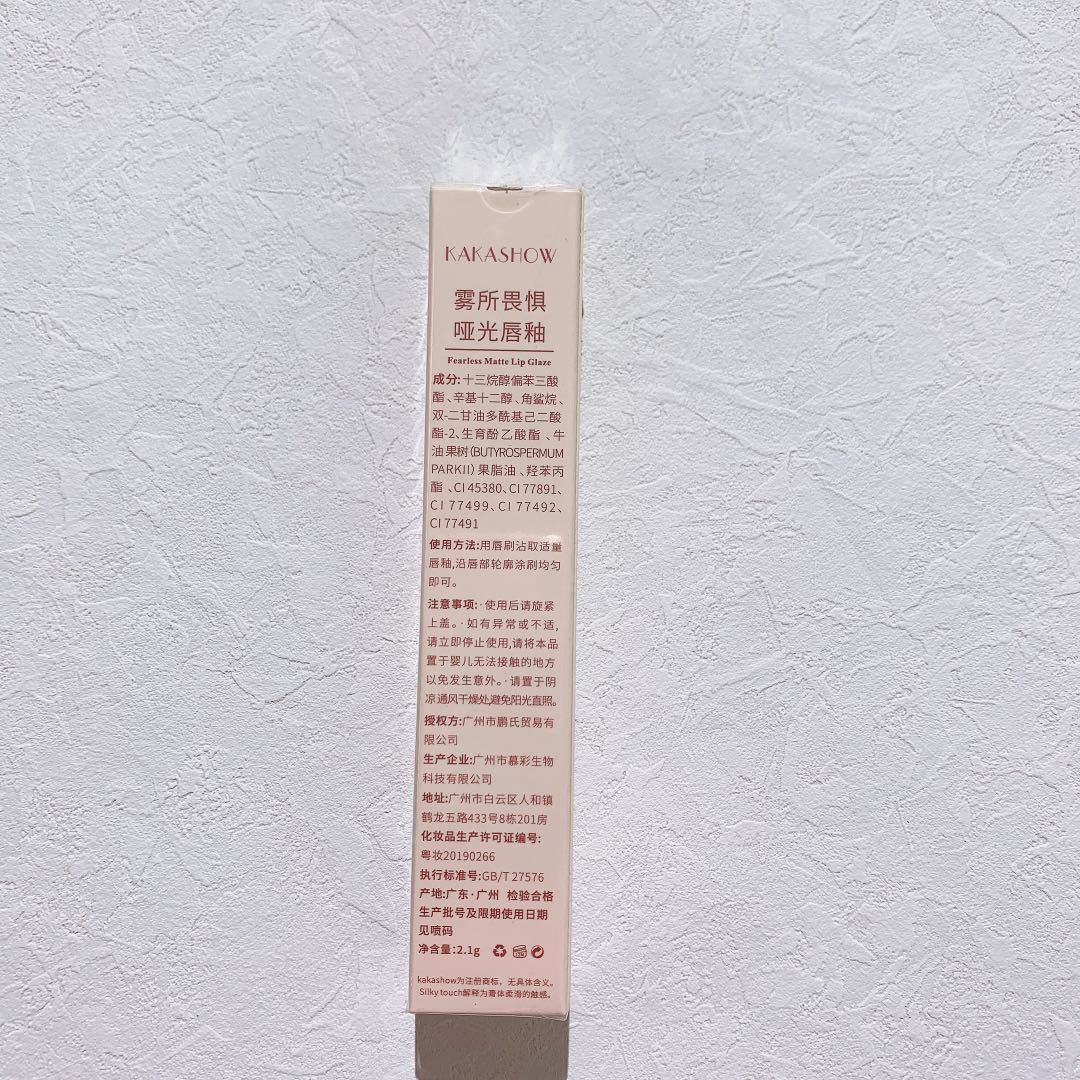 KAKASHOW
雾所畏惧
哑光唇釉
Fearless Matte Lip Glaze
成分:十三烷醇偏苯三酸
酯、辛基十二醇、角鲨烷、
双-二甘油多酰基己二酸
酯-2、生育酚乙酸酯、牛
油果树(BUTYROSPERMUM
PARKII)果脂油、羟苯丙
酯、CI 45380、CI 77891、
CI 77499、CI 77492、
CI 77491
使用方法:用唇刷沾取适量
唇釉,沿唇部轮廓涂刷均匀
即可。
注意事项:·使用后请旋紧
上盖。·如有异常或不适,
请立即停止使用,请将本品
置于婴儿无法接触的地方
以免发生意外。·请置于阴
凉通风干燥处,避免阳光直照。
授权方:广州市鹏氏贸易有
限公司
生产企业:广州市慕彩生物
科技有限公司
地址:广州市白云区人和镇
鹤龙五路433号8栋201房
化妆品生产许可证编号:
粤妆20190266
执行标准号:GB/T 27576
产地:广东·广州 检验合格
生产批号及限期使用日期
见喷码
净含量:2.1g
kakashow为注册商标，无具体含义。
Silky touch解释为膏体柔滑的触感。